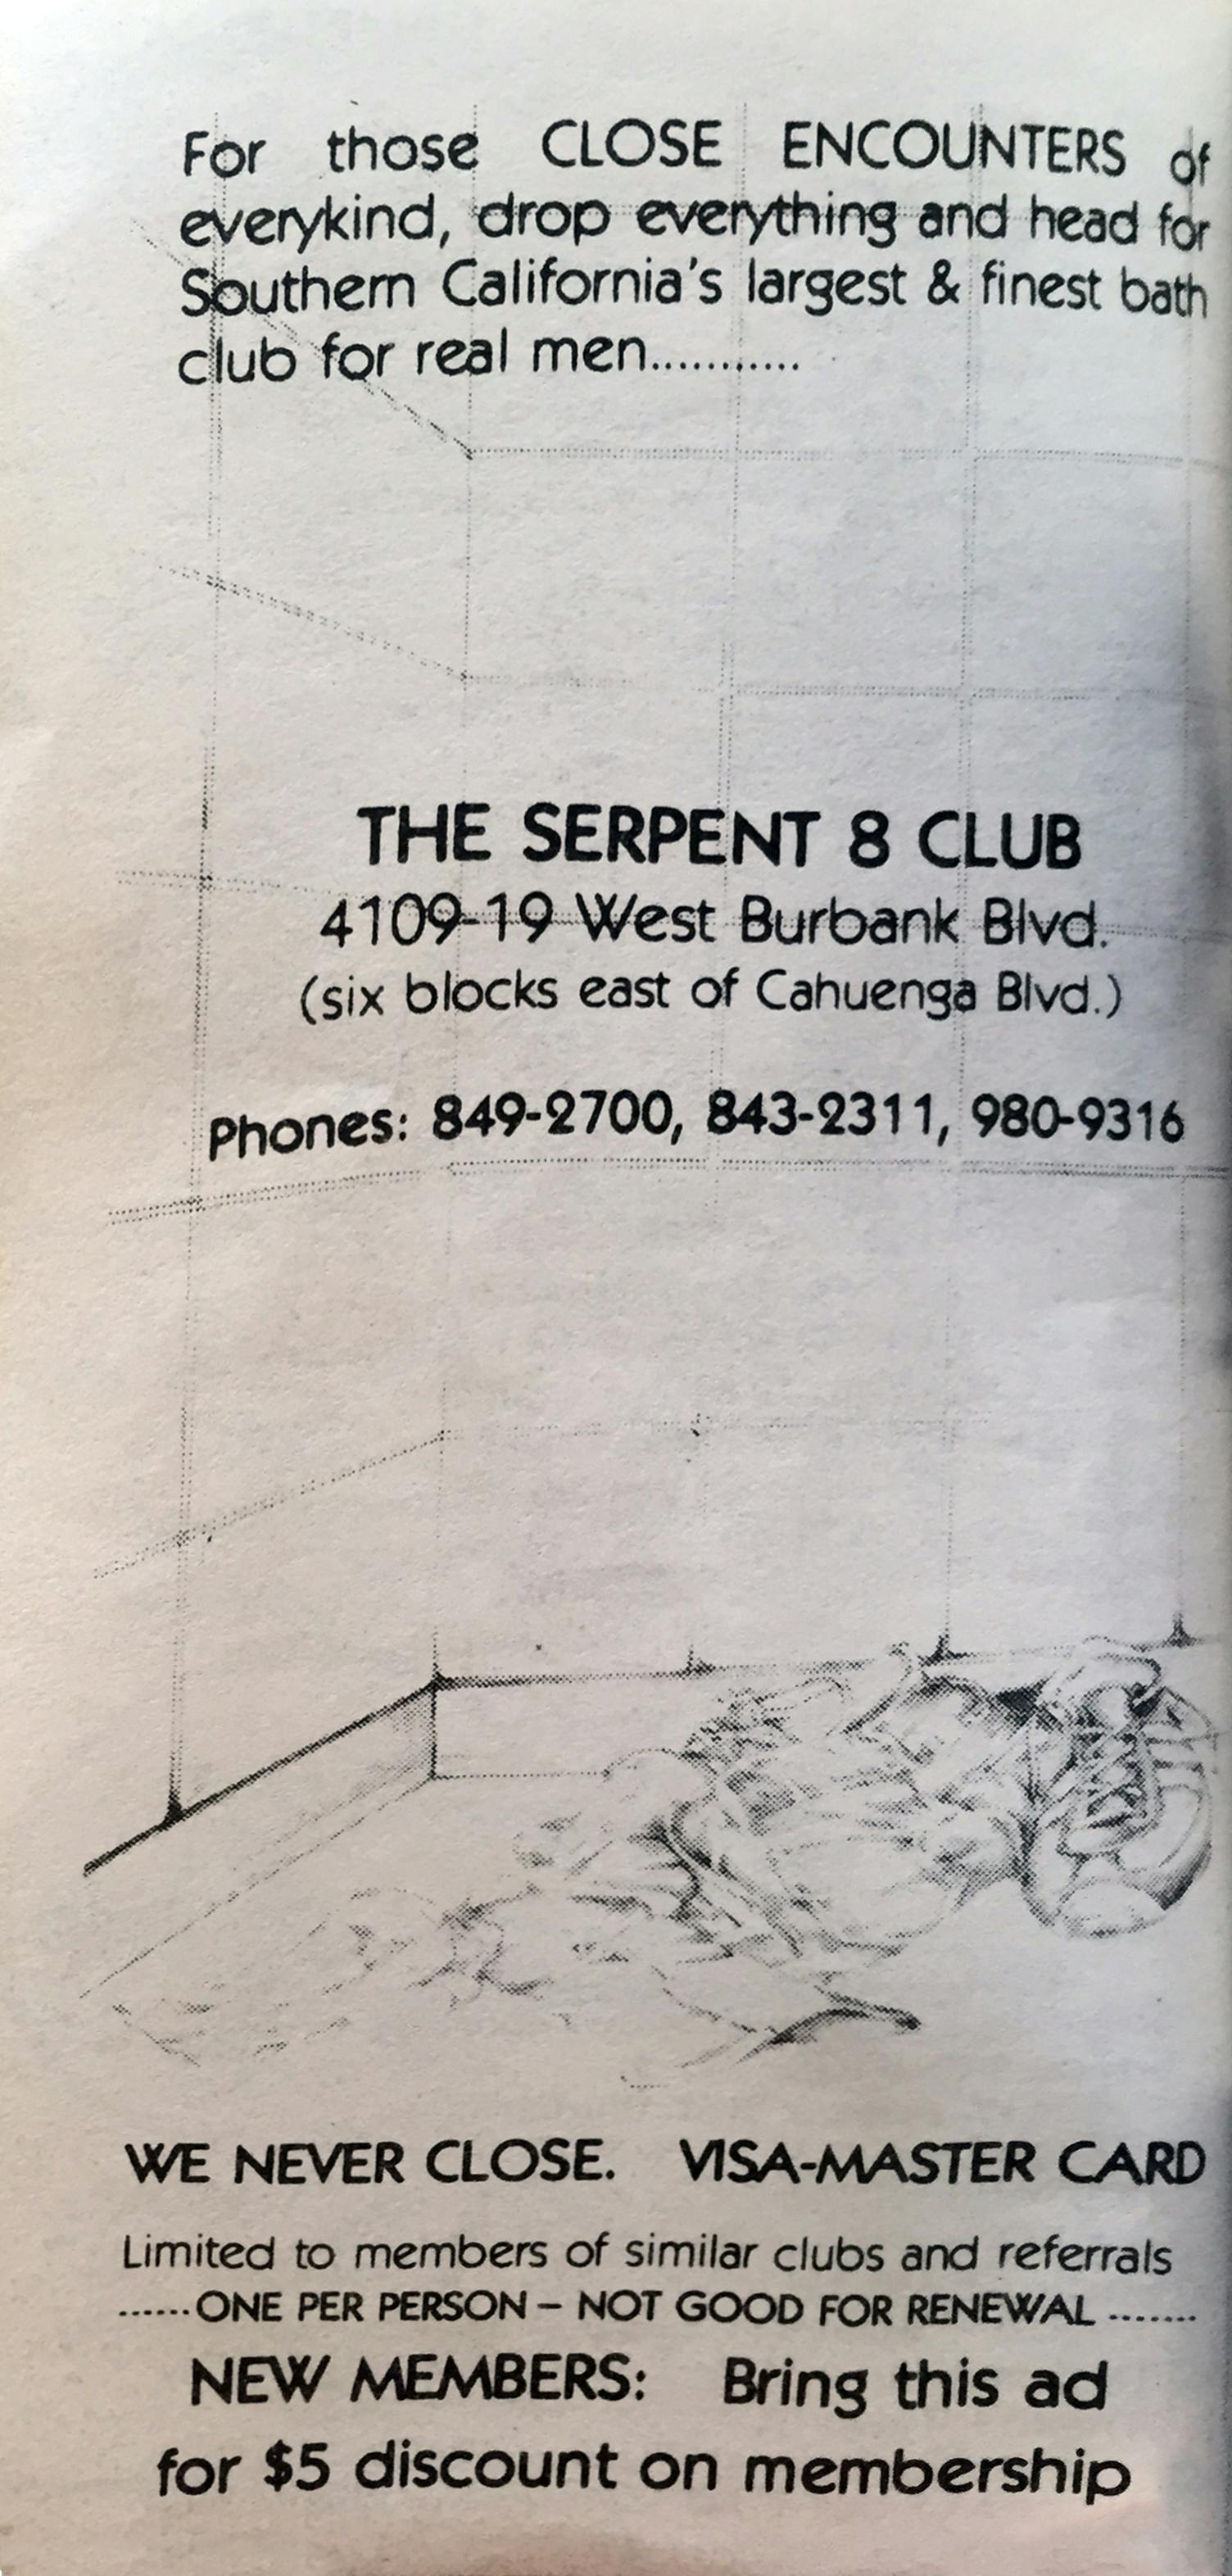 For those CLOSE ENCOUNTERS of
everykind, drop everything and head for
Southern California's largest & finest bath
club for real men...........
THE SERPENT 8 CLUB
4109-19 West Burbank Blvd.
(six blocks east of Cahuenga Blvd.)
Phones: 849-2700, 843-2311, 980-9316
WE NEVER CLOSE. VISA-MASTER CARD
Limited to members of similar clubs and referrals
......ONE PER PERSON – NOT GOOD FOR RENEWAL .......
NEW MEMBERS: Bring this ad
for $5 discount on membership